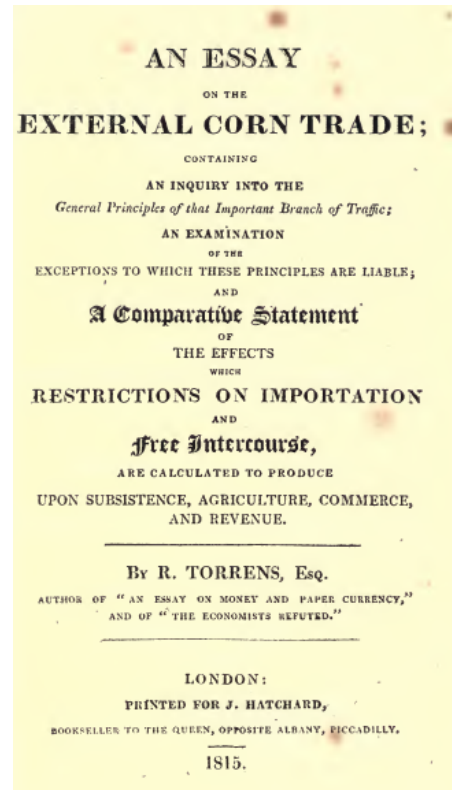 AN ESSAY
ON THE
EXTERNAL CORN TRADE;
CONTAINING
AN INQUIRY INTO THE
General Principles of that Important Branch of Traffic;
AN EXAMINATION
OF THE
EXCEPTIONS TO WHICH THESE PRINCIPLES ARE LIABLE;
AND
A Comparative Statement
OF
THE EFFECTS
WHICH
RESTRICTIONS ON IMPORTATION
AND
Free Intercourse,
ARE CALCULATED TO PRODUCE
UPON SUBSISTENCE, AGRICULTURE, COMMERCE,
AND REVENUE.
BY R. TORRENS, ESQ.
AUTHOR OF "AN ESSAY ON MONEY AND PAPER CURRENCY,"
AND OF "THE ECONOMISTS REFUTED."
LONDON:
PRINTED FOR J. HATCHARD,
BOOKSELLER TO THE QUEEN, OPPOSITE ALBANY, PICCADILLY.
1815.